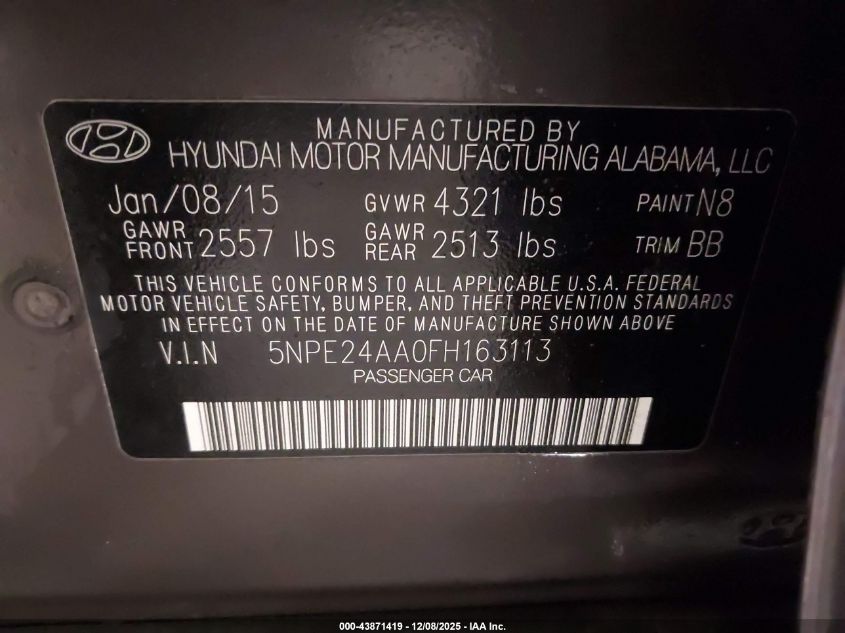 MANUFACTURED BY
HYUNDAI MOTOR MANUFACTURING ALABAMA, LLC
Jan/08/15 GVWR 4321 lbs PAINT N8
GAWR FRONT 2557 lbs GAWR REAR 2513 lbs TRIM BB
THIS VEHICLE CONFORMS TO ALL APPLICABLE U.S.A. FEDERAL
MOTOR VEHICLE SAFETY, BUMPER, AND THEFT PREVENTION STANDARDS
IN EFFECT ON THE DATE OF MANUFACTURE SHOWN ABOVE
V.I.N 5NPE24AA0FH163113
PASSENGER CAR
000-43871419 - 12/08/2025 - IAA Inc.